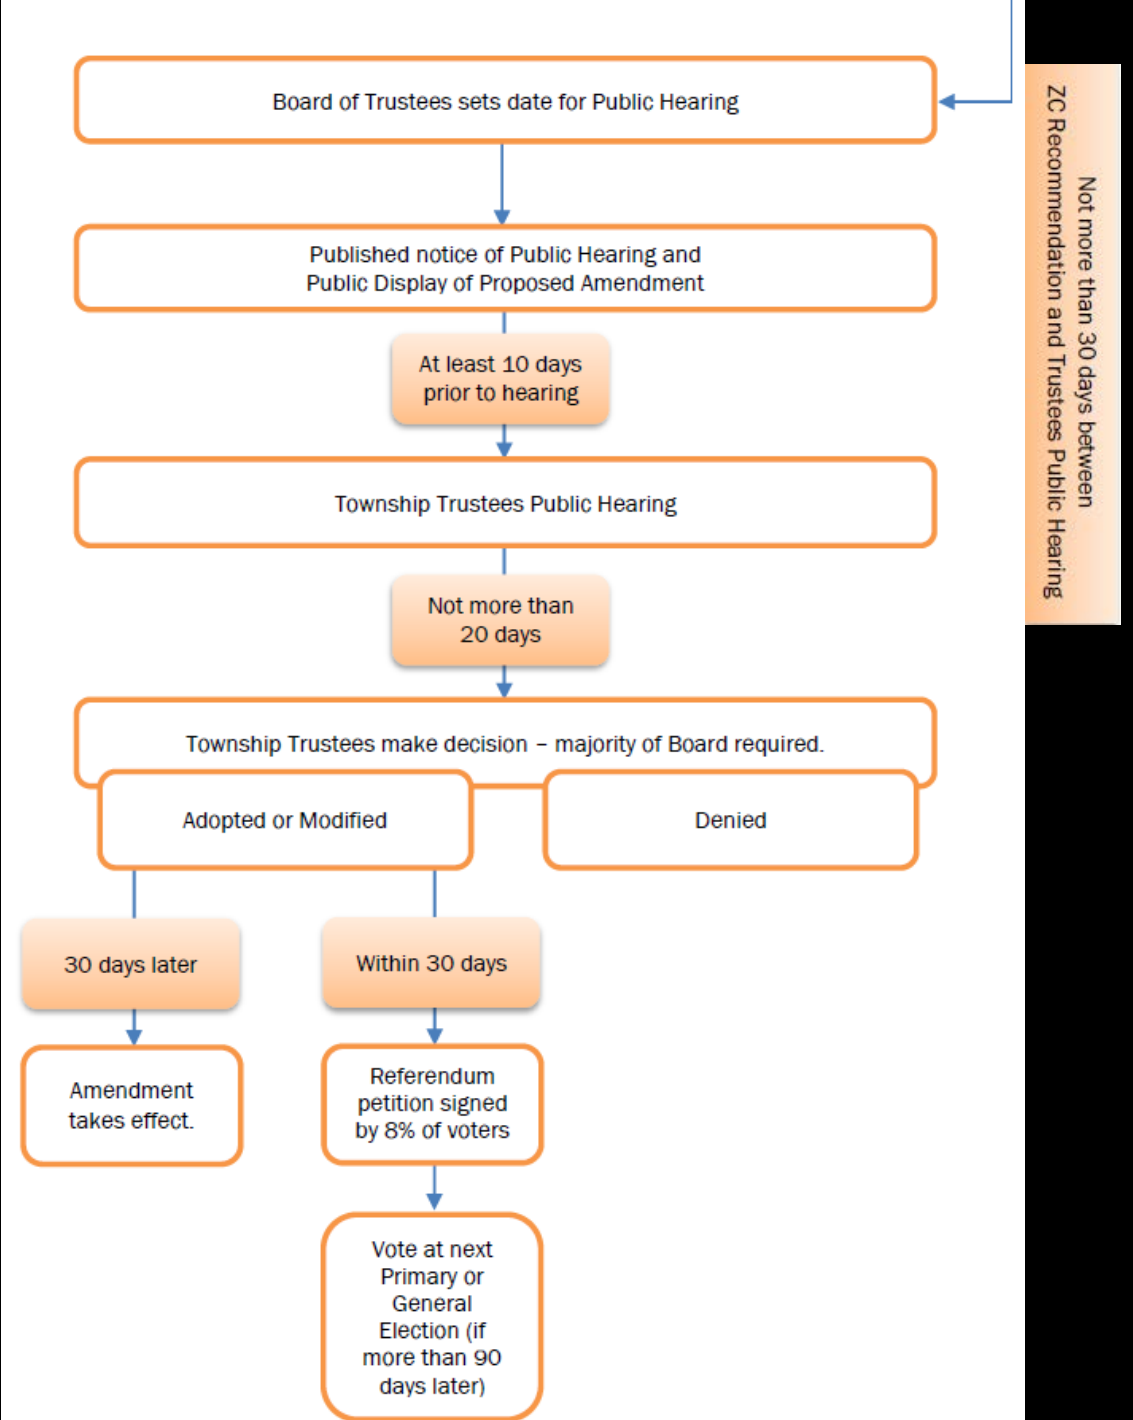 Board of Trustees sets date for Public Hearing
Not more than 30 days between
ZC Recommendation and Trustees Public Hearing
Published notice of Public Hearing and
Public Display of Proposed Amendment
At least 10 days
prior to hearing
Township Trustees Public Hearing
Not more than
20 days
Township Trustees make decision – majority of Board required.
Adopted or Modified
Denied
30 days later
Within 30 days
Amendment
takes effect.
Referendum
petition signed
by 8% of voters
Vote at next
Primary or
General
Election (if
more than 90
days later)